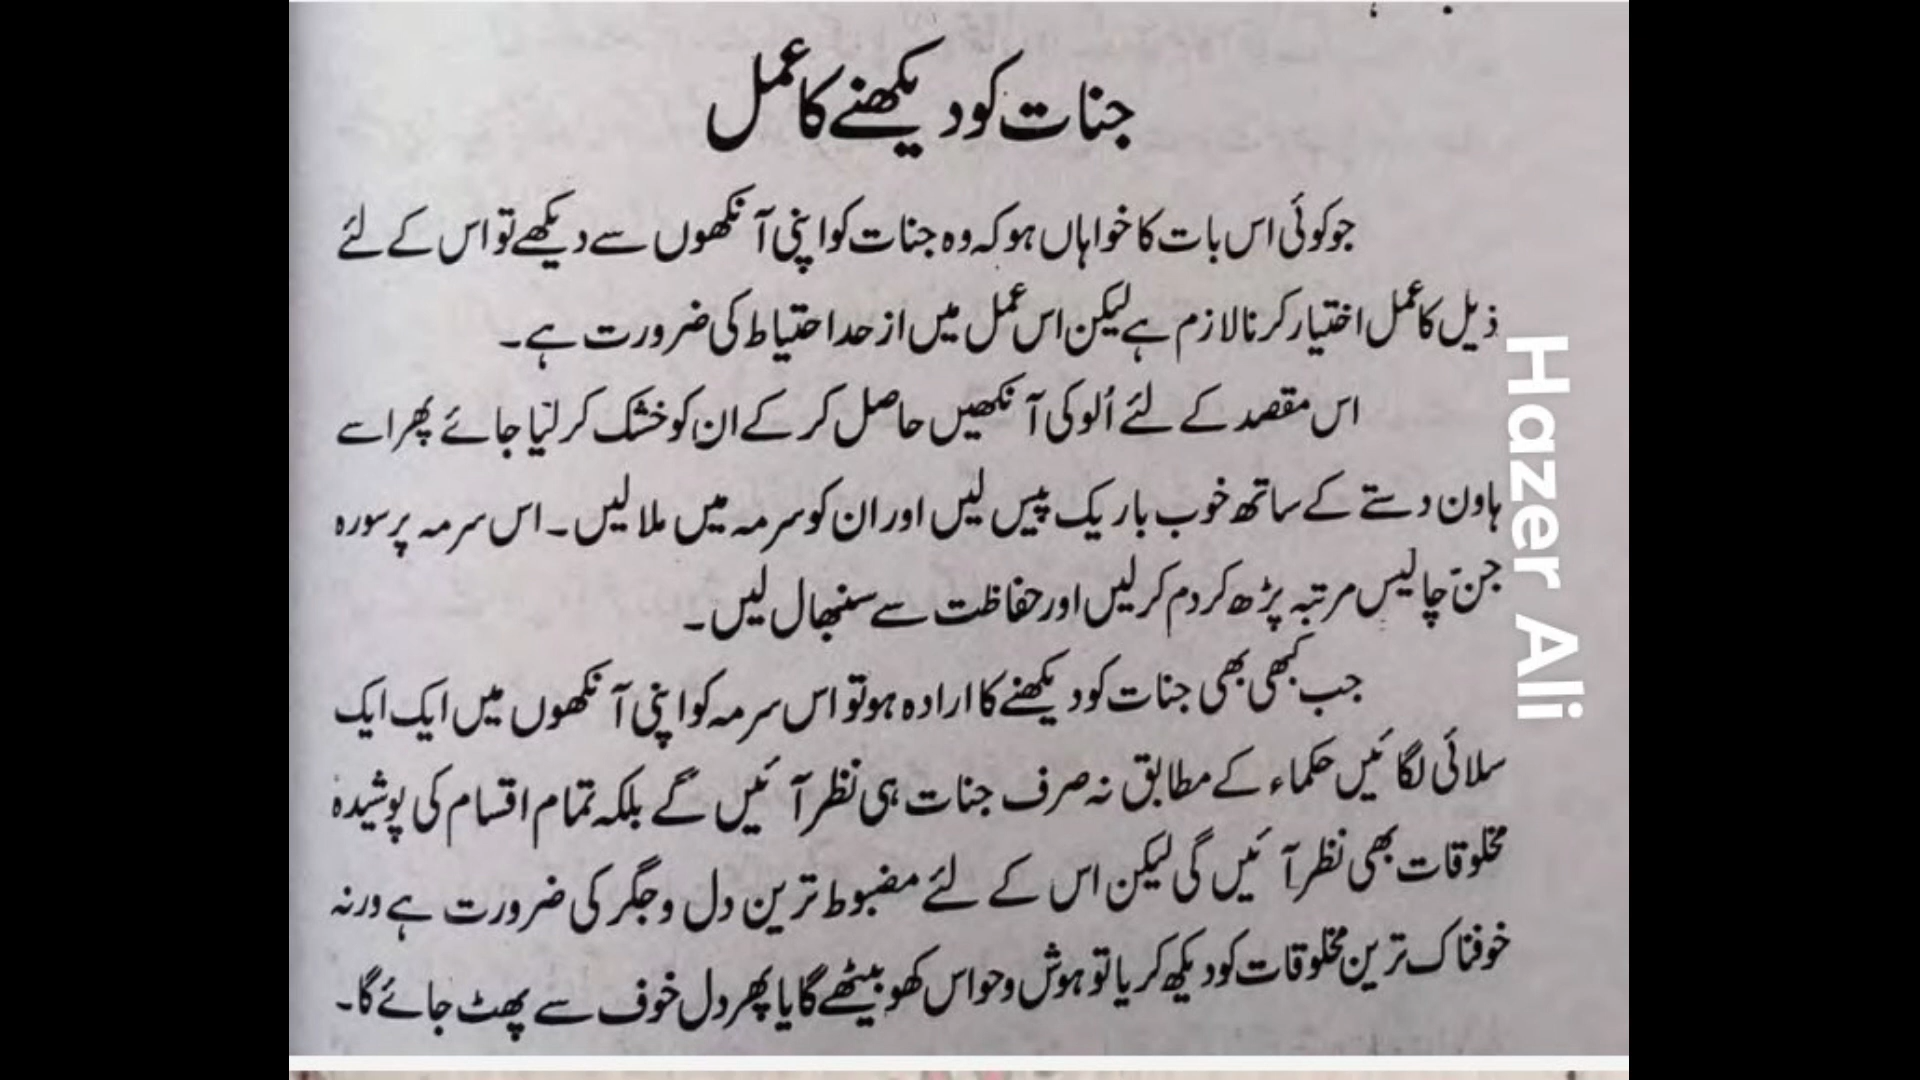 جنات کو دیکھنے کا عمل
جو کوئی اس بات کا خواہاں ہو کہ وہ جنات کو اپنی آنکھوں سے دیکھے تو اس کے لئے
ذیل کا عمل اختیار کرنا لازم ہے لیکن اس عمل میں از حد احتیاط کی ضرورت ہے۔
اس مقصد کے لئے اُلو کی آنکھیں حاصل کر کے ان کو خشک کر لیا جائے پھر اسے
ہاون دستے کے ساتھ خوب باریک پیس لیں اور ان کو سرمہ میں ملا لیں۔ اس سرمہ پر سورہ
جنّ چالیس مرتبہ پڑھ کر دم کر لیں اور حفاظت سے سنبھال لیں۔
جب کبھی بھی جنات کو دیکھنے کا ارادہ ہو تو اس سرمہ کو اپنی آنکھوں میں ایک ایک
سلائی لگائیں حکماء کے مطابق نہ صرف جنات ہی نظر آئیں گے بلکہ تمام اقسام کی پوشیدہ
مخلوقات بھی نظر آئیں گی لیکن اس کے لئے مضبوط ترین دل و جگر کی ضرورت ہے ورنہ
خوفناک ترین مخلوقات کو دیکھ کر یا تو ہوش و حواس کھو بیٹھے گا یا پھر دل خوف سے پھٹ جائے گا۔
Hazer Ali